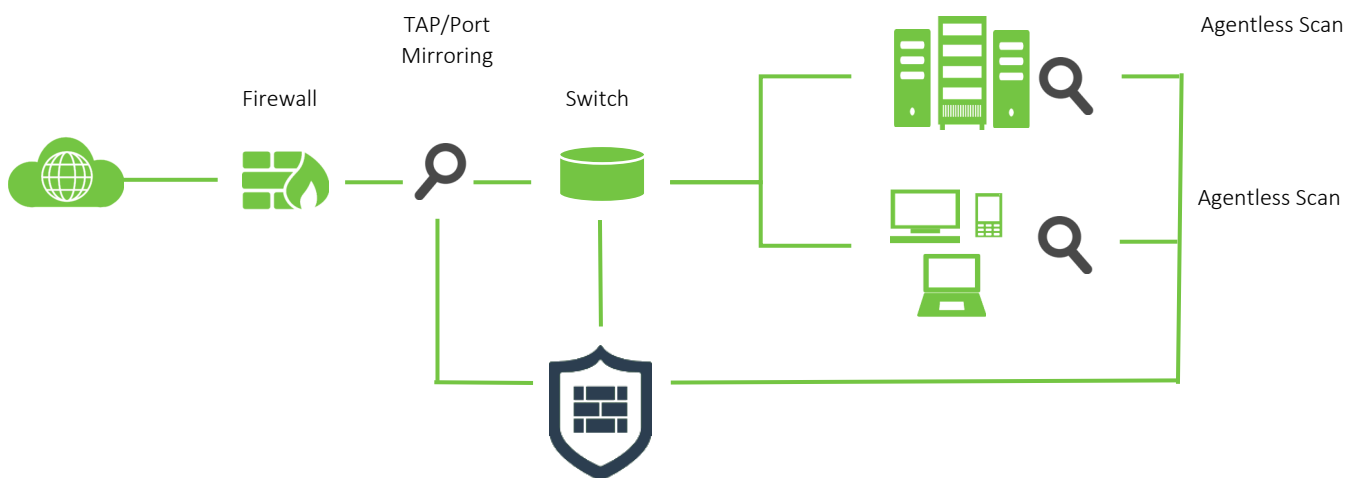 TAP/Port
Mirroring
Agentless Scan
Firewall
Switch
Agentless Scan